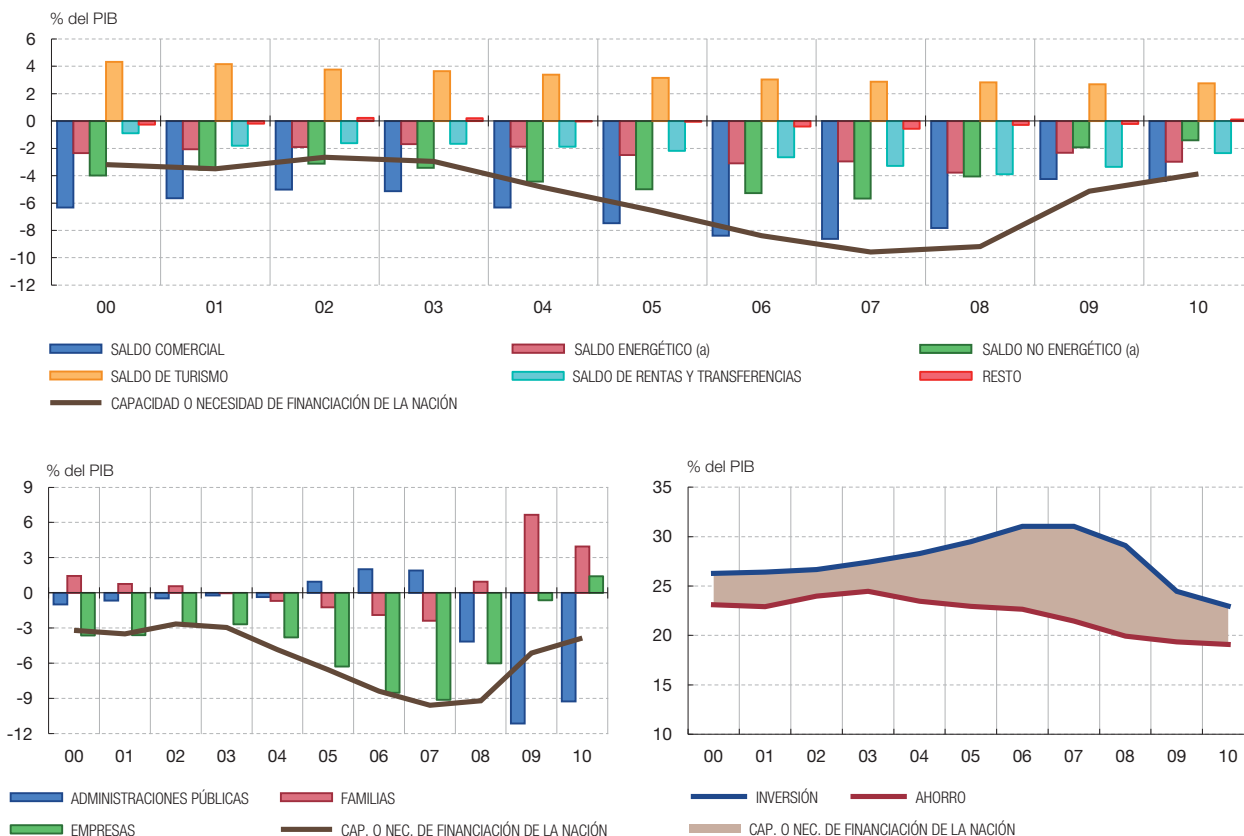 % del PIB
6
4
2
0
-2
-4
-6
-8
-10
-12
00 01 02 03 04 05 06 07 08 09 10
SALDO COMERCIAL SALDO ENERGÉTICO (a) SALDO NO ENERGÉTICO (a)
SALDO DE TURISMO SALDO DE RENTAS Y TRANSFERENCIAS RESTO
CAPACIDAD O NECESIDAD DE FINANCIACIÓN DE LA NACIÓN
% del PIB
9
6
3
0
-3
-6
-9
-12
00 01 02 03 04 05 06 07 08 09 10
ADMINISTRACIONES PÚBLICAS FAMILIAS
EMPRESAS CAP. O NEC. DE FINANCIACIÓN DE LA NACIÓN
% del PIB
35
30
25
20
15
10
00 01 02 03 04 05 06 07 08 09 10
INVERSIÓN AHORRO
CAP. O NEC. DE FINANCIACIÓN DE LA NACIÓN